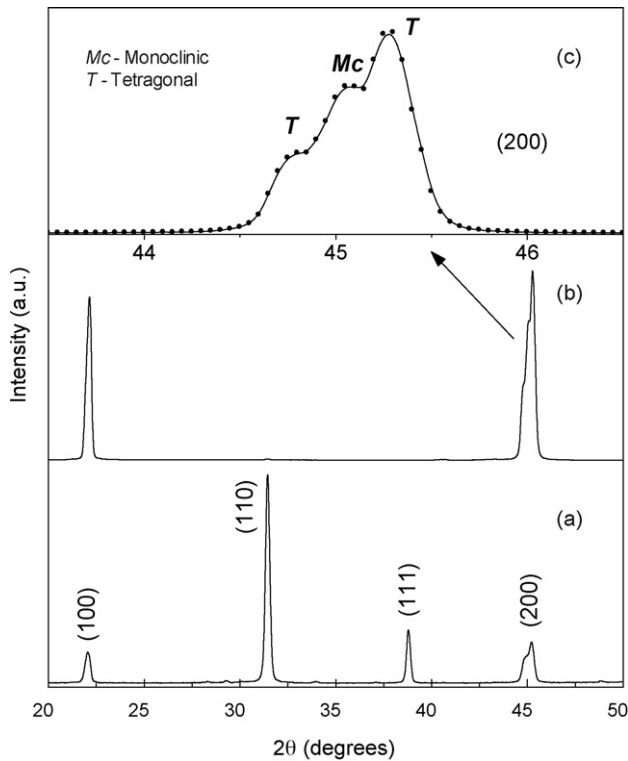 Mc - Monoclinic
T - Tetragonal
T
Mc
T
(c)
(200)
44
45
46
(b)
Intensity (a.u.)
(a)
(100)
(110)
(111)
(200)
20
25
30
35
40
45
50
2θ (degrees)